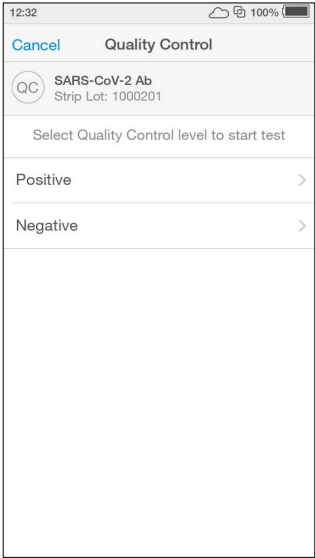 12:32 100%
Cancel Quality Control
QC SARS-CoV-2 Ab
Strip Lot: 1000201
Select Quality Control level to start test
Positive
Negative